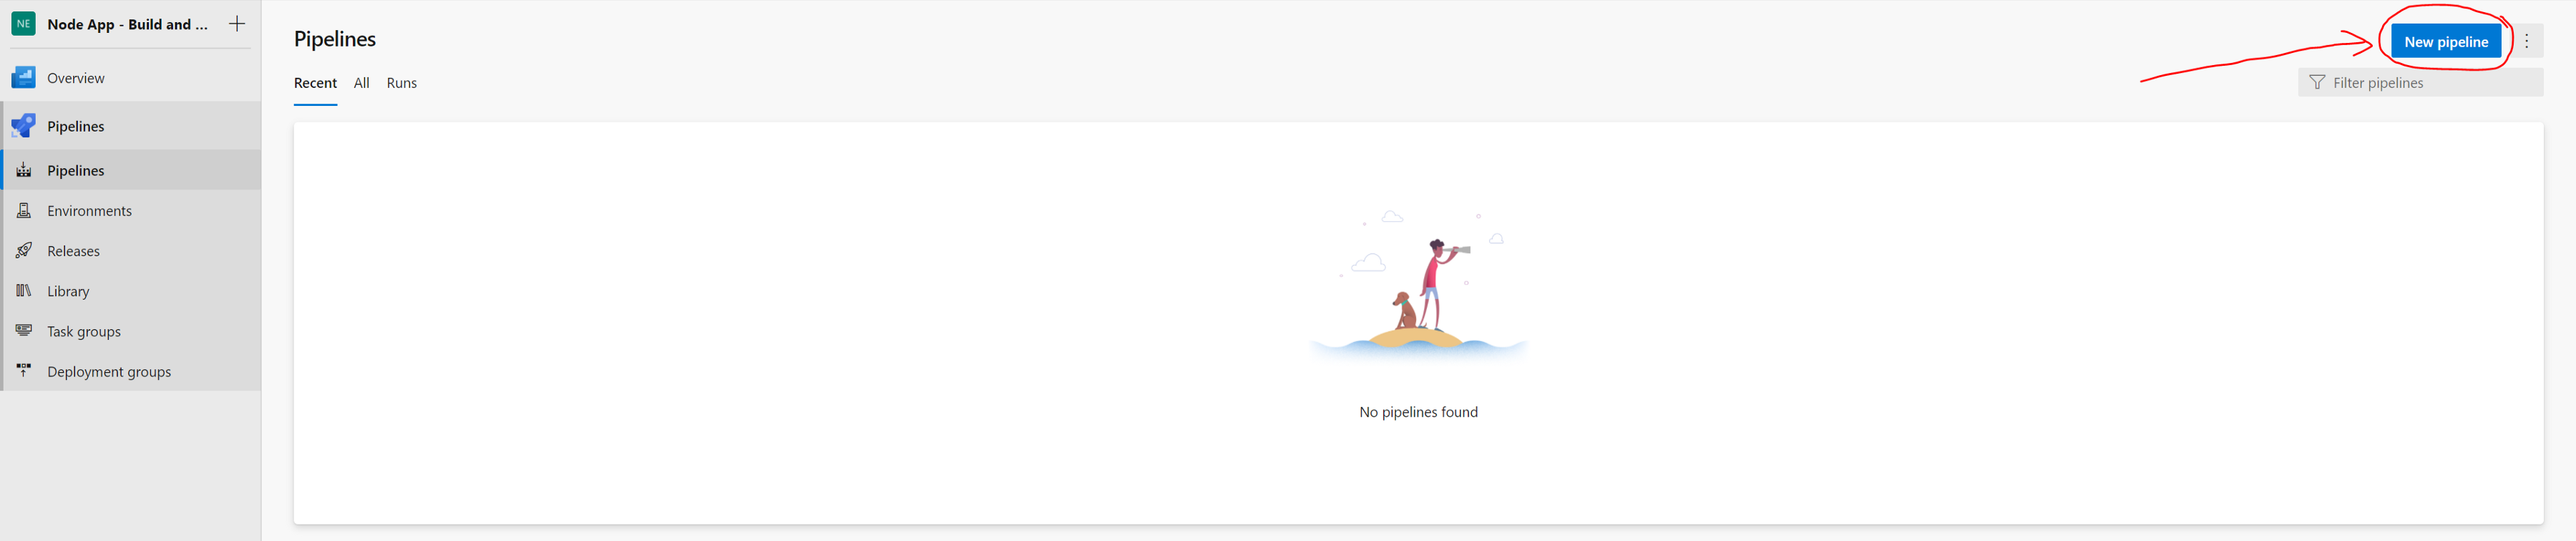 NE Node App - Build and ...
Overview
Pipelines
Pipelines
Environments
Releases
Library
Task groups
Deployment groups
Pipelines
New pipeline
Recent All Runs
Filter pipelines
No pipelines found